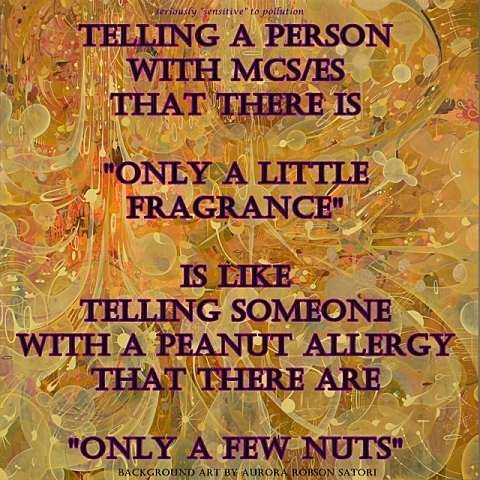 seriously "sensitive" to pollution
TELLING A PERSON
WITH MCS/ES
THAT THERE IS
"ONLY A LITTLE
FRAGRANCE"
IS LIKE
TELLING SOMEONE
WITH A PEANUT ALLERGY
THAT THERE ARE
"ONLY A FEW NUTS"
BACKGROUND ART BY AURORA ROBSON SATORI